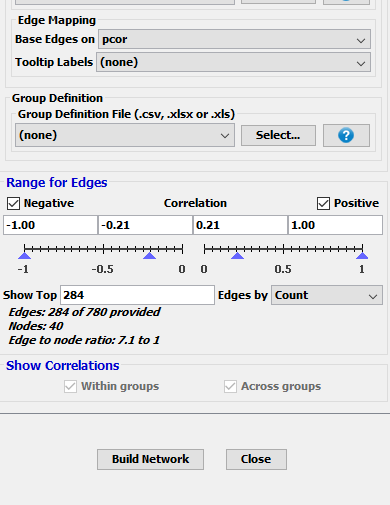 Edge Mapping
Base Edges on pcor
Tooltip Labels (none)
Group Definition
Group Definition File (.csv, .xlsx or .xls)
(none) Select... ?
Range for Edges
Negative Correlation Positive
-1.00 -0.21 0.21 1.00
-1 -0.5 0 0 0.5 1
Show Top 284 Edges by Count
Edges: 284 of 780 provided
Nodes: 40
Edge to node ratio: 7.1 to 1
Show Correlations
Within groups Across groups
Build Network Close